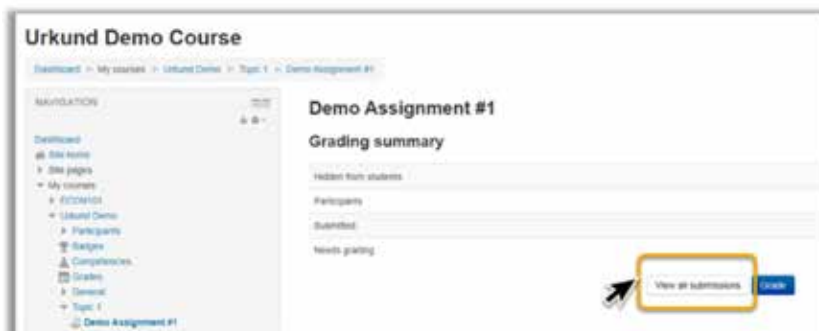 Urkund Demo Course
Dashboard > My courses > Urkund Demo > Topic 1 > Demo Assignment #1
NAVIGATION
Dashboard
Site home
Site pages
My courses
ECOM101
Urkund Demo
Participants
Badges
Competencies
Grades
General
Topic 1
Demo Assignment #1
Demo Assignment #1
Grading summary
Hidden from students
Participants
Submitted
Needs grading
View all submissions
Grade